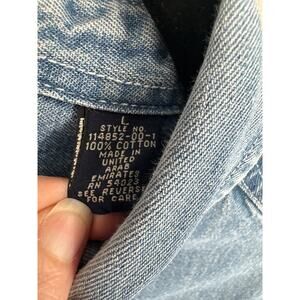 L
STYLE NO.
114852-00-1
100% COTTON
MADE IN
UNITED
ARAB
EMIRATES
RN 54023
SEE REVERSE
FOR CARE